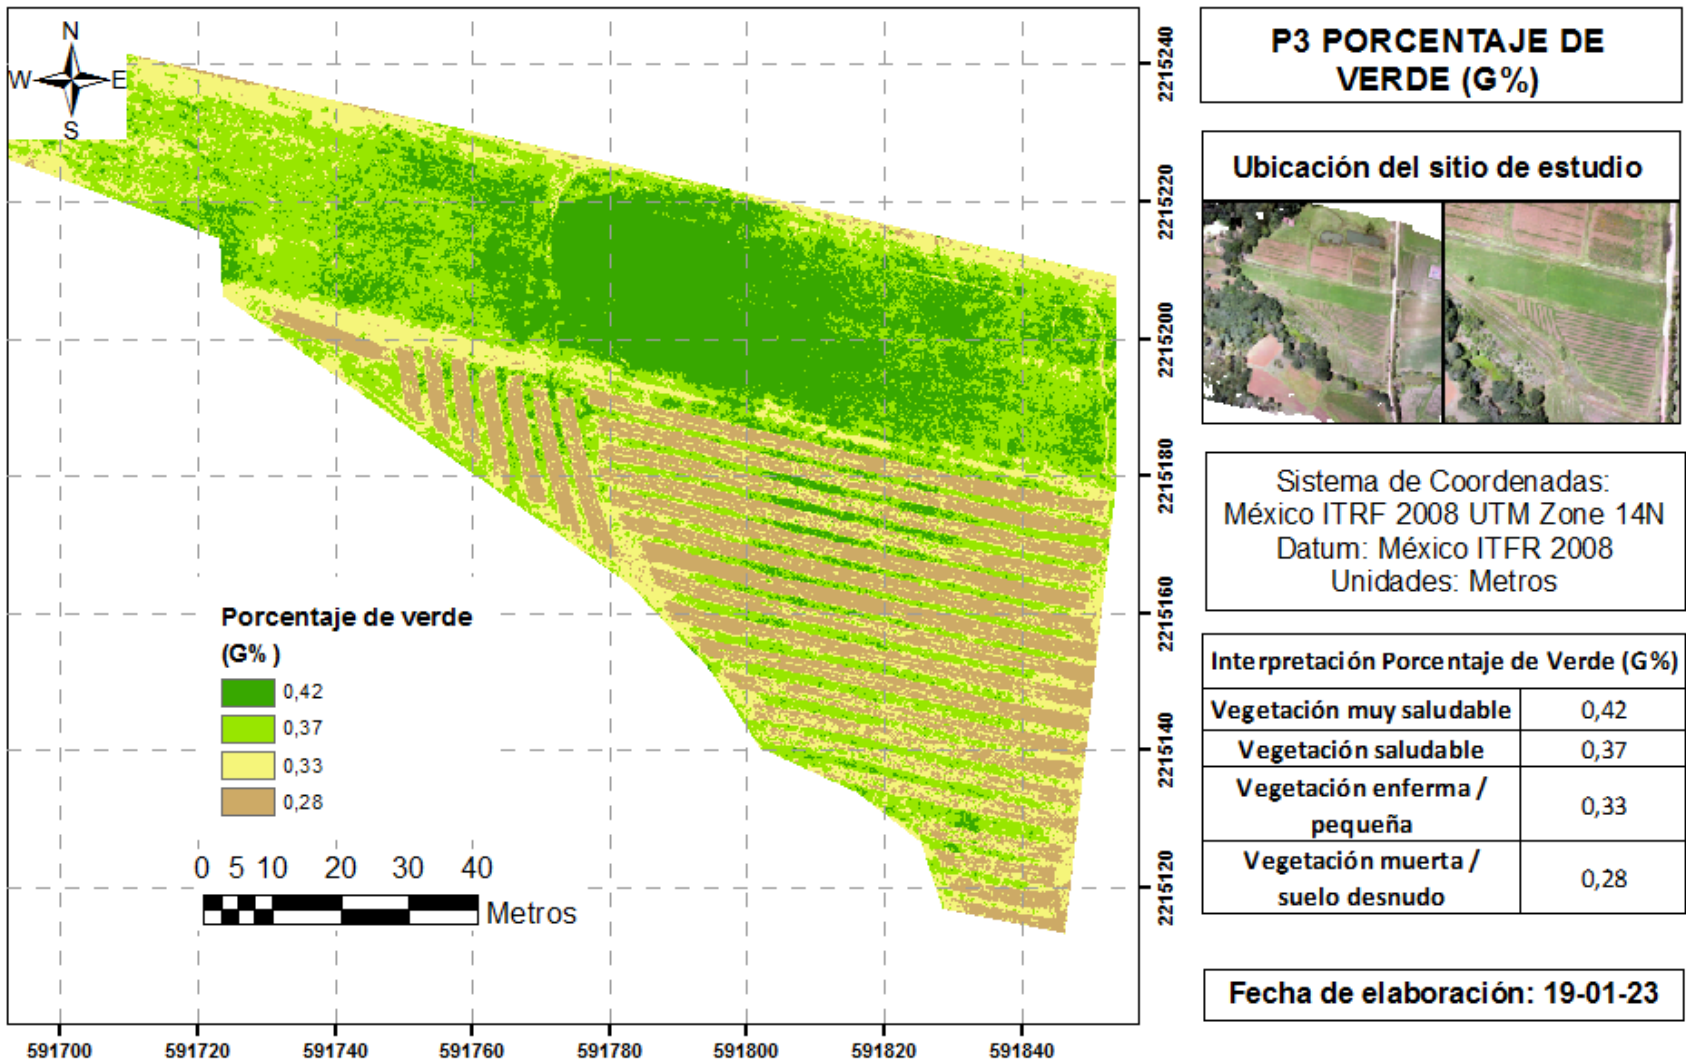 N
W E
S
2215240
2215220
2215200
2215180
2215160
2215140
2215120
591700 591720 591740 591760 591780 591800 591820 591840
Porcentaje de verde
(G% )
0,42
0,37
0,33
0,28
0 5 10 20 30 40
Metros
P3 PORCENTAJE DE
VERDE (G%)
Ubicación del sitio de estudio
Sistema de Coordenadas:
México ITRF 2008 UTM Zone 14N
Datum: México ITFR 2008
Unidades: Metros
Interpretación Porcentaje de Verde (G%)
Vegetación muy saludable 0,42
Vegetación saludable 0,37
Vegetación enferma /
pequeña 0,33
Vegetación muerta /
suelo desnudo 0,28
Fecha de elaboración: 19-01-23